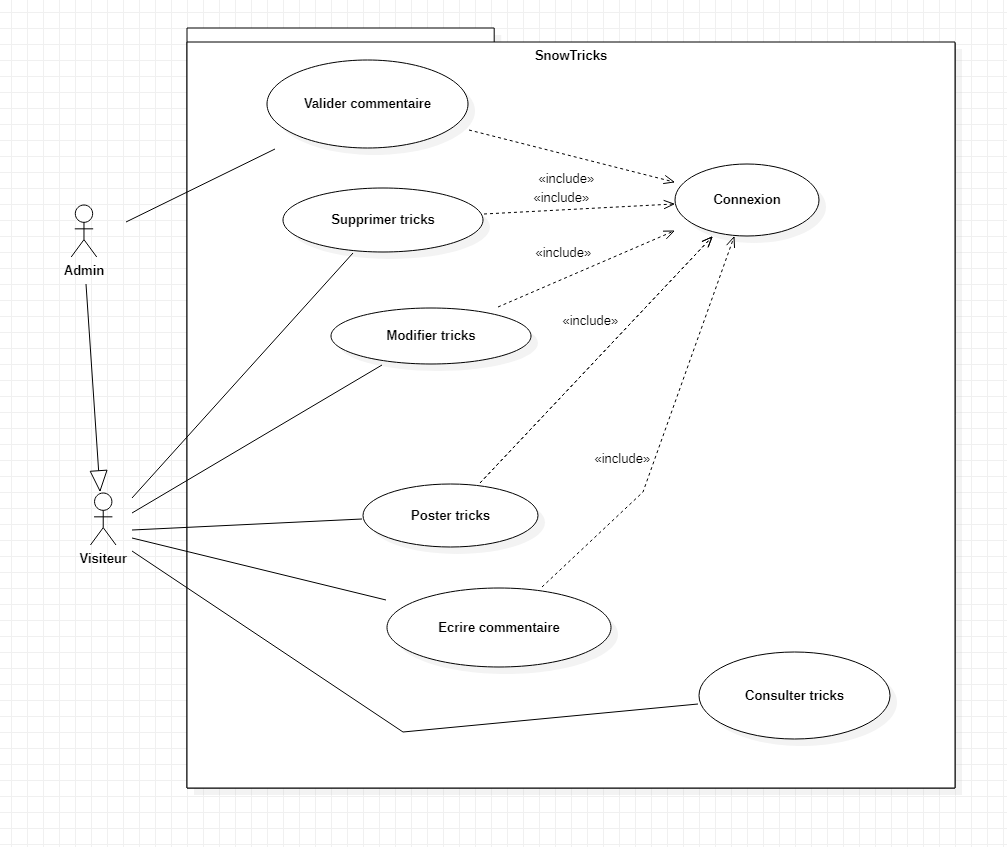 SnowTricks
Valider commentaire
«include»
«include»
Connexion
Supprimer tricks
Admin
«include»
«include»
Modifier tricks
«include»
Poster tricks
Visiteur
Ecrire commentaire
Consulter tricks